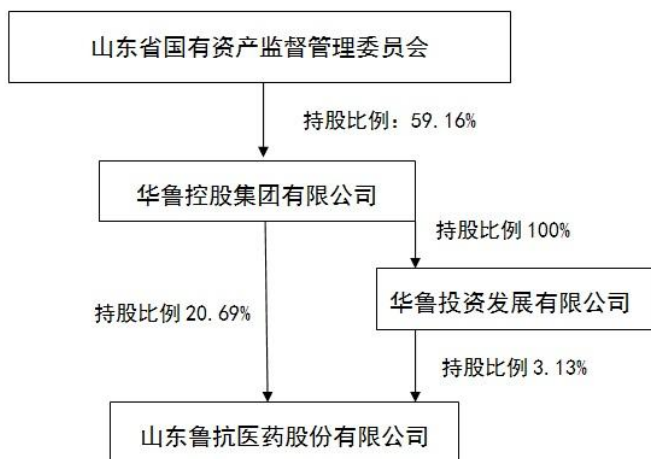 山东省国有资产监督管理委员会
持股比例：59.16%
华鲁控股集团有限公司
持股比例 100%
华鲁投资发展有限公司
持股比例 20.69%
持股比例 3.13%
山东鲁抗医药股份有限公司